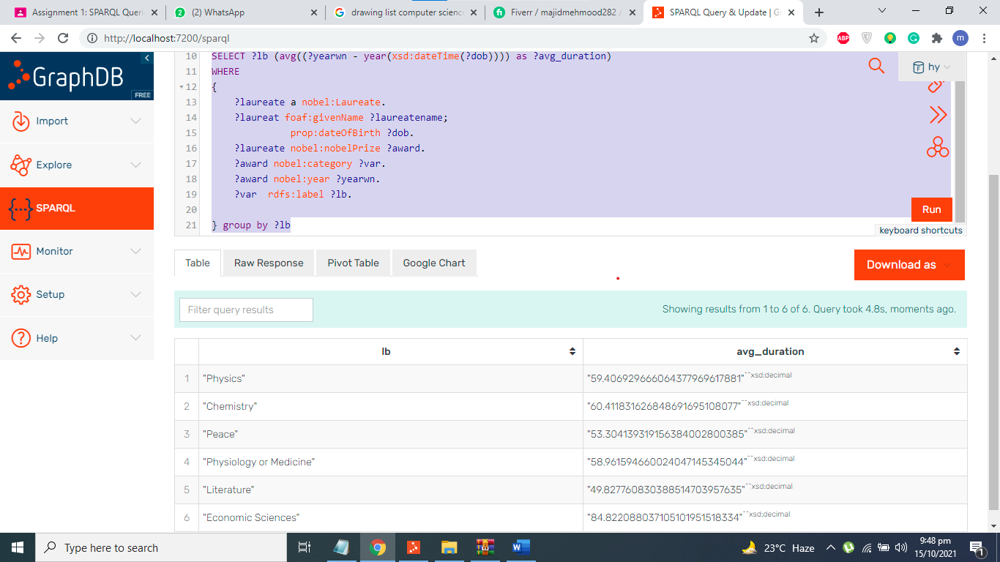 Assignment 1: SPARQL Quer
(2) WhatsApp
drawing list computer science
Fiverr / majidmehmood282 /
SPARQL Query & Update | G
http://localhost:7200/sparql
ABP
m
GraphDB
FREE
Import
Explore
SPARQL
Monitor
Setup
Help
10 SELECT ?lb (avg((?yearwn - year(xsd:dateTime(?dob)))) as ?avg_duration)
11 WHERE
12 {
13 ?laureate a nobel:Laureate.
14 ?laureat foaf:givenName ?laureatename;
15 prop:dateOfBirth ?dob.
16 ?laureate nobel:nobelPrize ?award.
17 ?award nobel:category ?var.
18 ?award nobel:year ?yearwn.
19 ?var rdfs:label ?lb.
20
21 } group by ?lb
hy
Run
keyboard shortcuts
Table Raw Response Pivot Table Google Chart
Download as
Filter query results
Showing results from 1 to 6 of 6. Query took 4.8s, moments ago.
lb avg_duration
1 "Physics" "59.406929666064377969617881"^^xsd:decimal
2 "Chemistry" "60.411831626848691695108077"^^xsd:decimal
3 "Peace" "53.304139319156384002800385"^^xsd:decimal
4 "Physiology or Medicine" "58.961594660024047145345044"^^xsd:decimal
5 "Literature" "49.827760830388514703957635"^^xsd:decimal
6 "Economic Sciences" "84.822088037105101951518334"^^xsd:decimal
Type here to search
23°C Haze
9:48 pm
15/10/2021
1